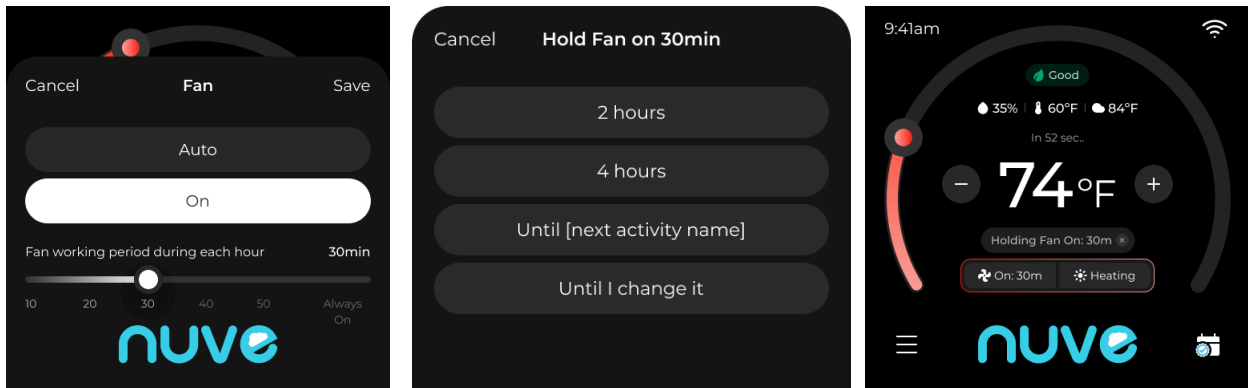 Cancel Fan Save
Auto
On
Fan working period during each hour 30min
10 20 30 40 50 Always On
nuve
Cancel Hold Fan on 30min
2 hours
4 hours
Until [next activity name]
Until I change it
9:41am
Good
35% 60°F 84°F
In 52 sec..
− 74°F +
Holding Fan On: 30m ×
On: 30m Heating
nuve